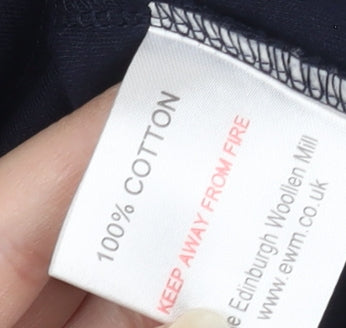 100% COTTON
KEEP AWAY FROM FIRE
Edinburgh Woollen Mill
www.ewm.co.uk